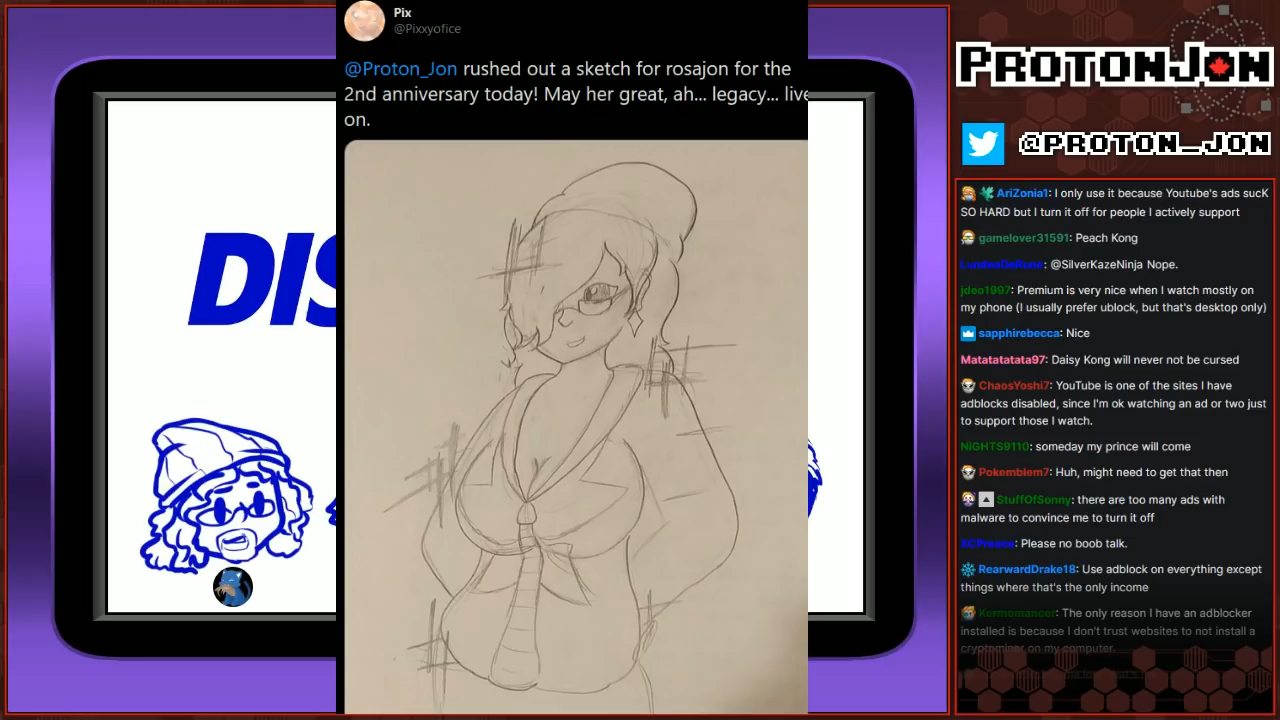 Pix
@Pixxyofice
@Proton_Jon rushed out a sketch for rosajon for the
2nd anniversary today! May her great, ah... legacy... live
on.
DIS
PROTONJON
@PROTON_JON
AriZonia1: I only use it because Youtube's ads sucK
SO HARD but I turn it off for people I actively support
gamelover31591: Peach Kong
: @SilverKazeNinja Nope.
jdeo1997: Premium is very nice when I watch mostly on
my phone (I usually prefer ublock, but that's desktop only)
sapphirebecca: Nice
Matatatatata97: Daisy Kong will never not be cursed
ChaosYoshi7: YouTube is one of the sites I have
adblocks disabled, since I'm ok watching an ad or two just
to support those I watch.
NiGHTS9110: someday my prince will come
Pokemblem7: Huh, might need to get that then
StuffOfSonny: there are too many ads with
malware to convince me to turn it off
: Please no boob talk.
RearwardDrake18: Use adblock on everything except
things where that's the only income
Kermomancer: The only reason I have an adblocker
installed is because I don't trust websites to not install a
cryptominer on my computer.